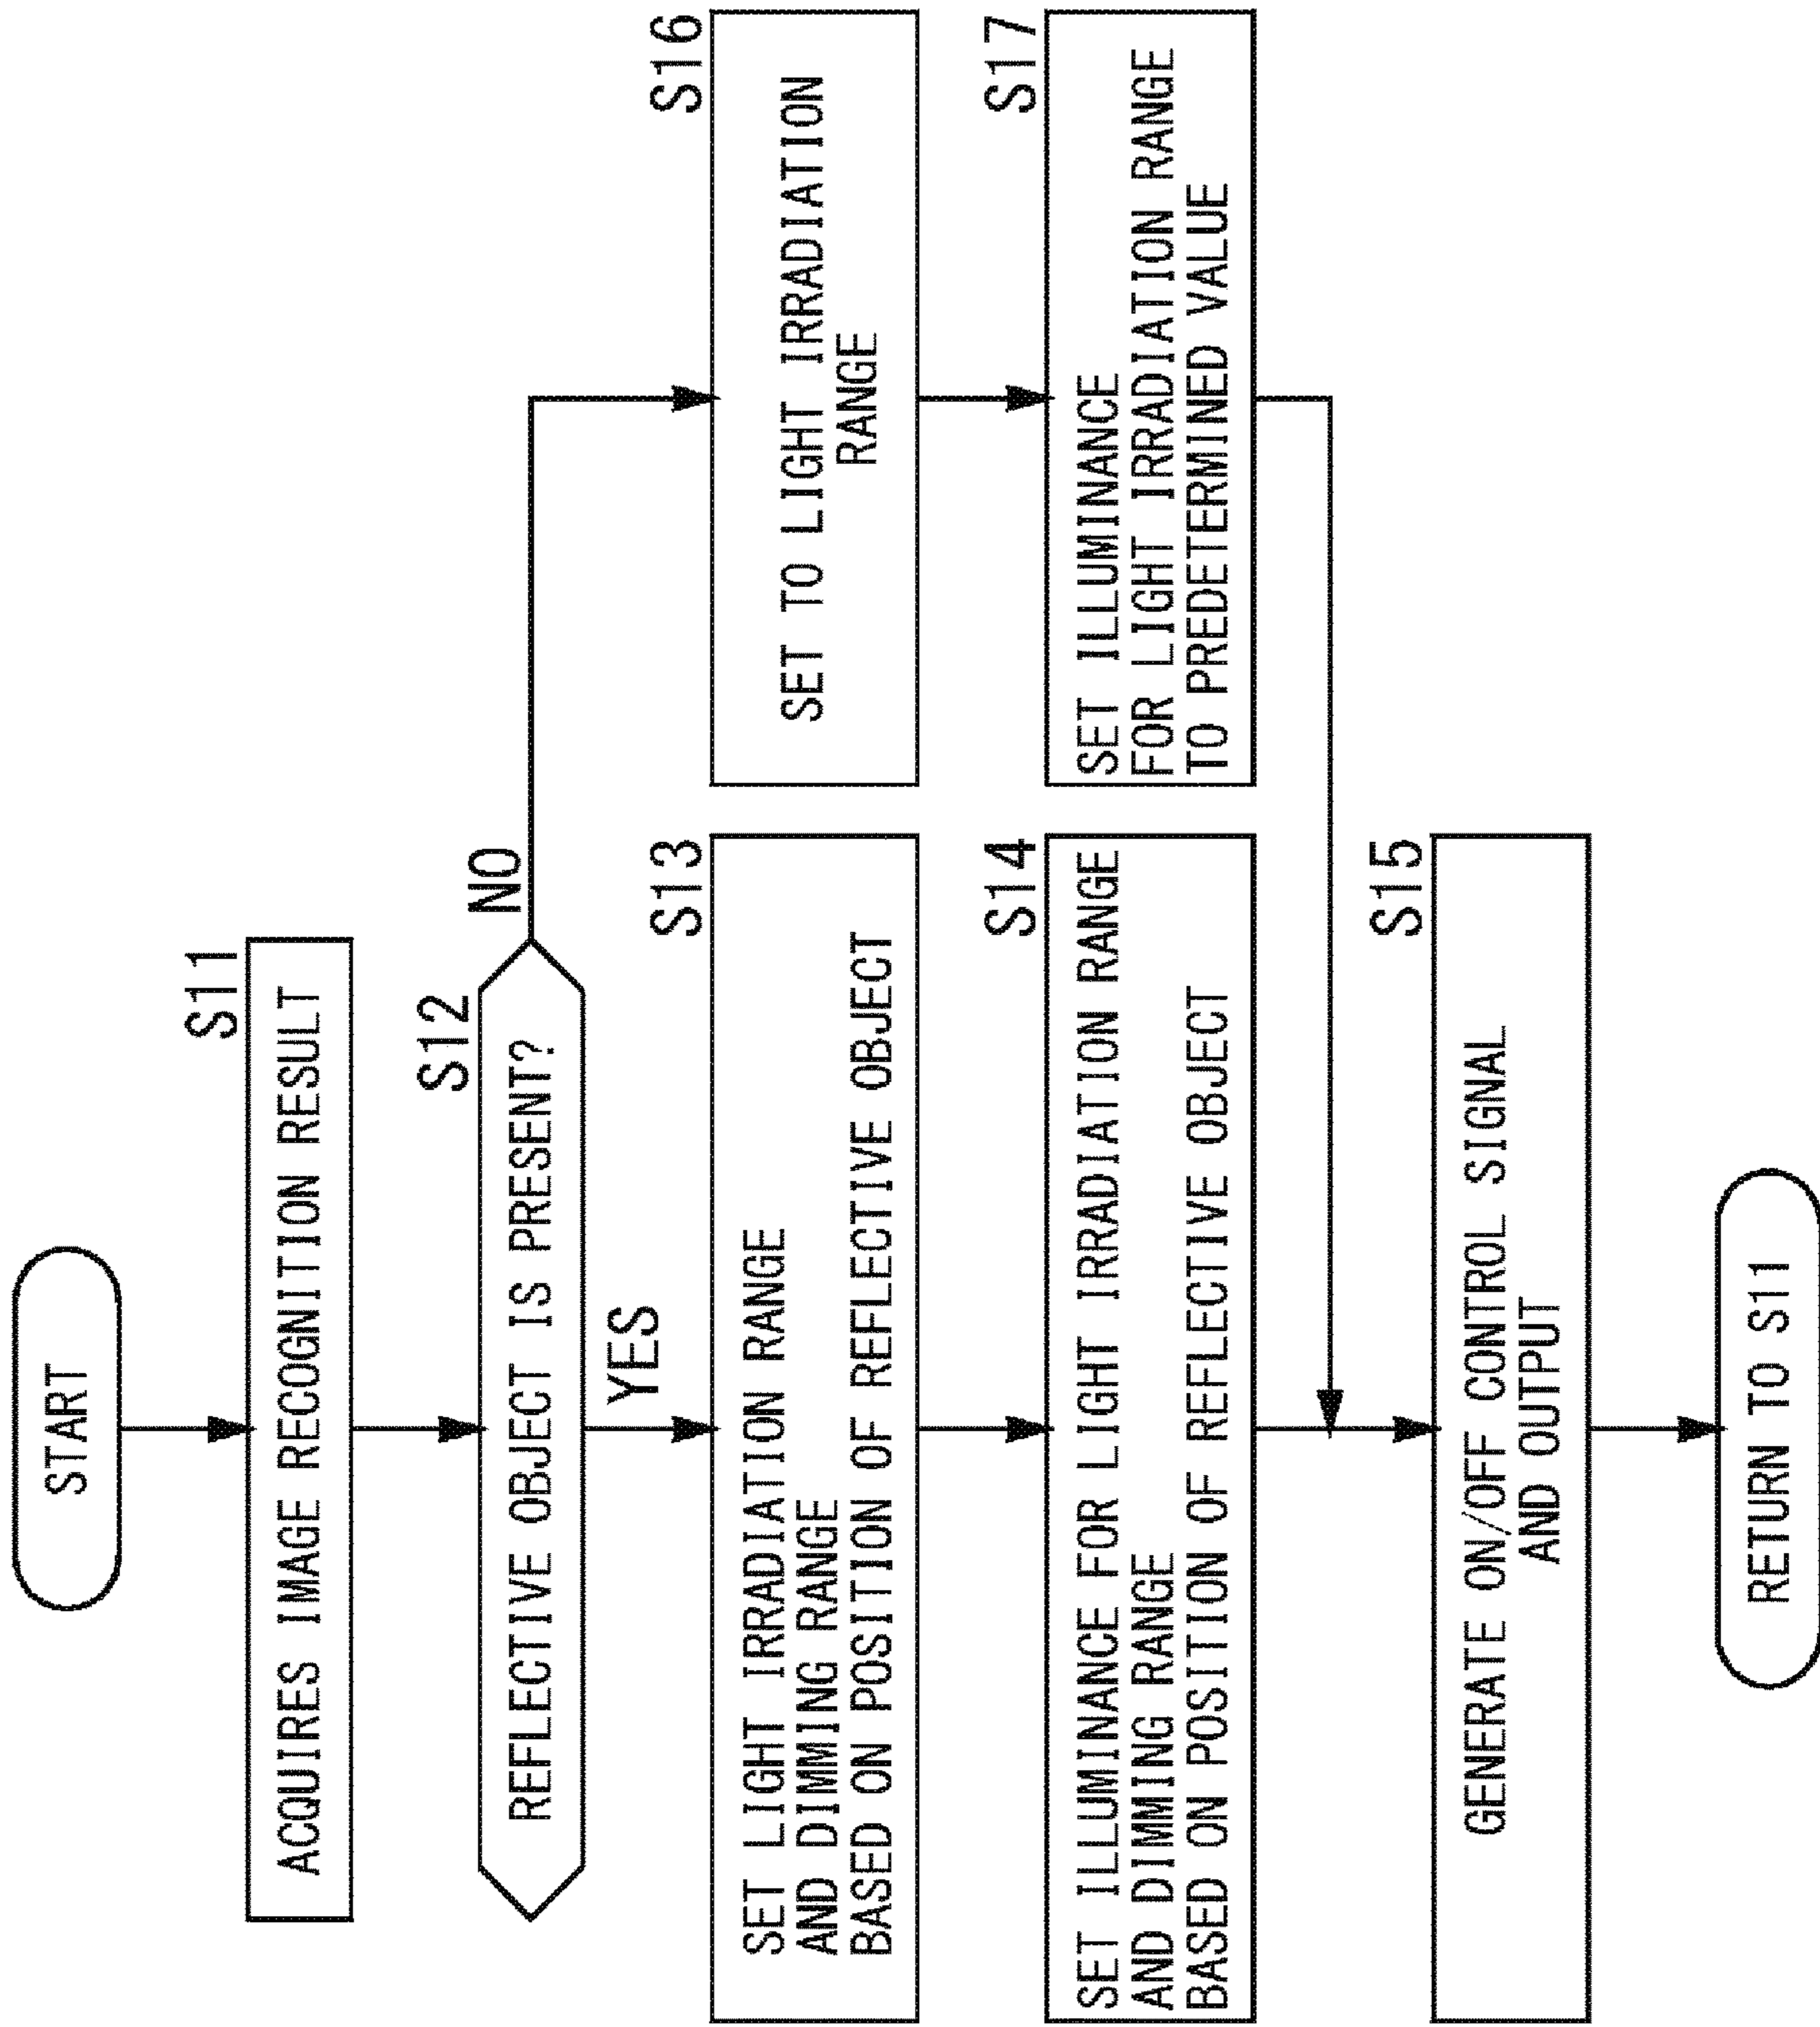 START
S11
ACQUIRES IMAGE RECOGNITION RESULT
S12
REFLECTIVE OBJECT IS PRESENT?
NO
YES
S13
SET LIGHT IRRADIATION RANGE
AND DIMMING RANGE
BASED ON POSITION OF REFLECTIVE OBJECT
S16
SET TO LIGHT IRRADIATION
RANGE
S14
SET ILLUMINANCE FOR LIGHT IRRADIATION RANGE
AND DIMMING RANGE
BASED ON POSITION OF REFLECTIVE OBJECT
S17
SET ILLUMINANCE
FOR LIGHT IRRADIATION RANGE
TO PREDETERMINED VALUE
S15
GENERATE ON/OFF CONTROL SIGNAL
AND OUTPUT
RETURN TO S11